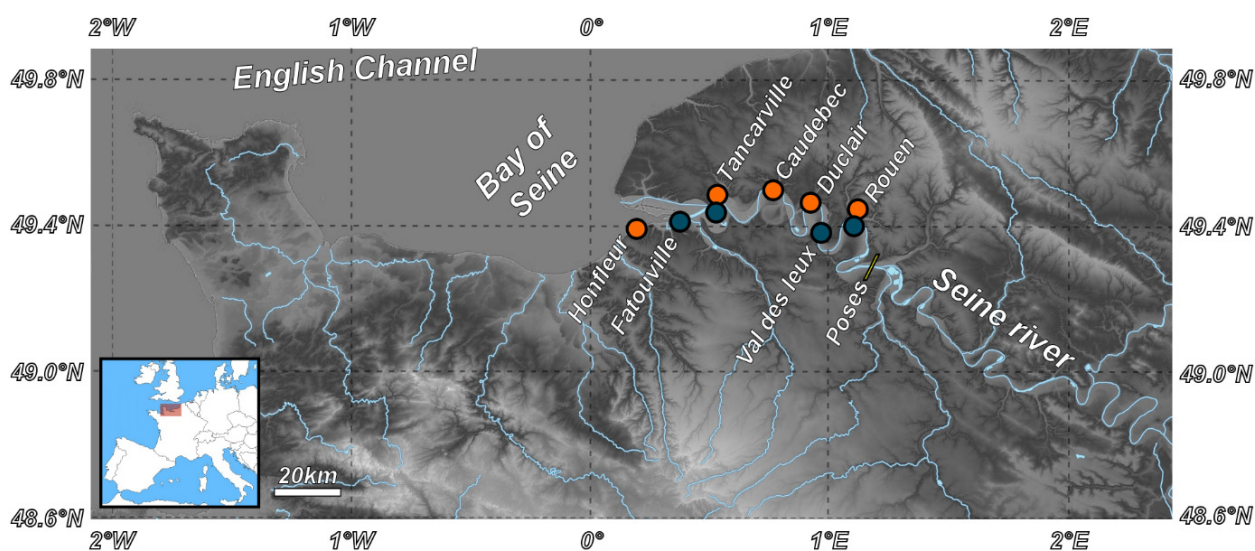 2°W 1°W 0° 1°E 2°E
49.8°N 49.8°N
English Channel
Bay of
Seine
Tancarville
Caudebec
Duclair
Rouen
49.4°N 49.4°N
Honfleur
Fatouville
Val des leux
Poses
Seine river
49.0°N 49.0°N
20km
48.6°N 48.6°N
2°W 1°W 0° 1°E 2°E